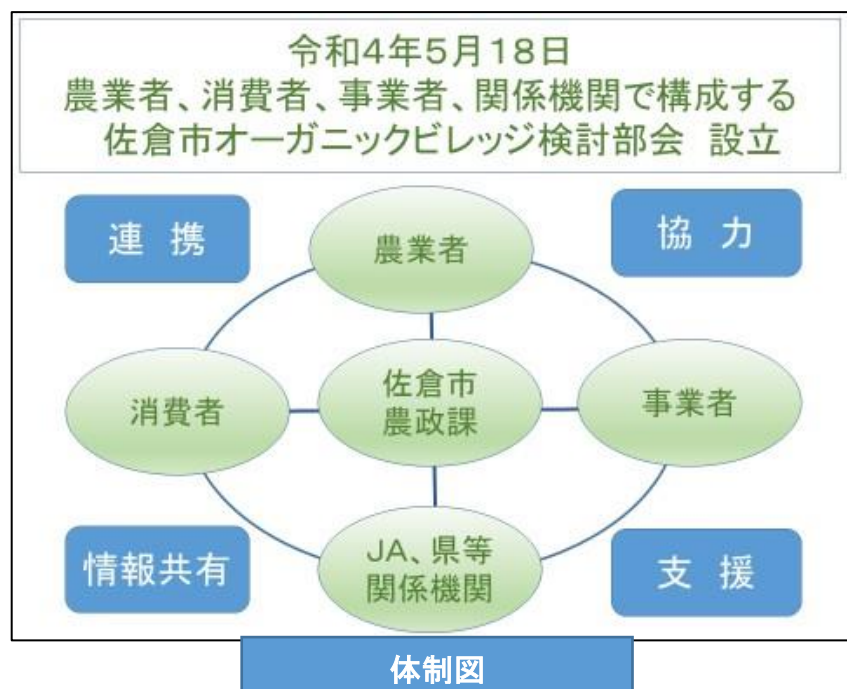 令和4年5月18日
農業者、消費者、事業者、関係機関で構成する
佐倉市オーガニックビレッジ検討部会 設立
連 携
農業者
協 力
消費者
佐倉市
農政課
事業者
情報共有
JA、県等
関係機関
支 援
体制図